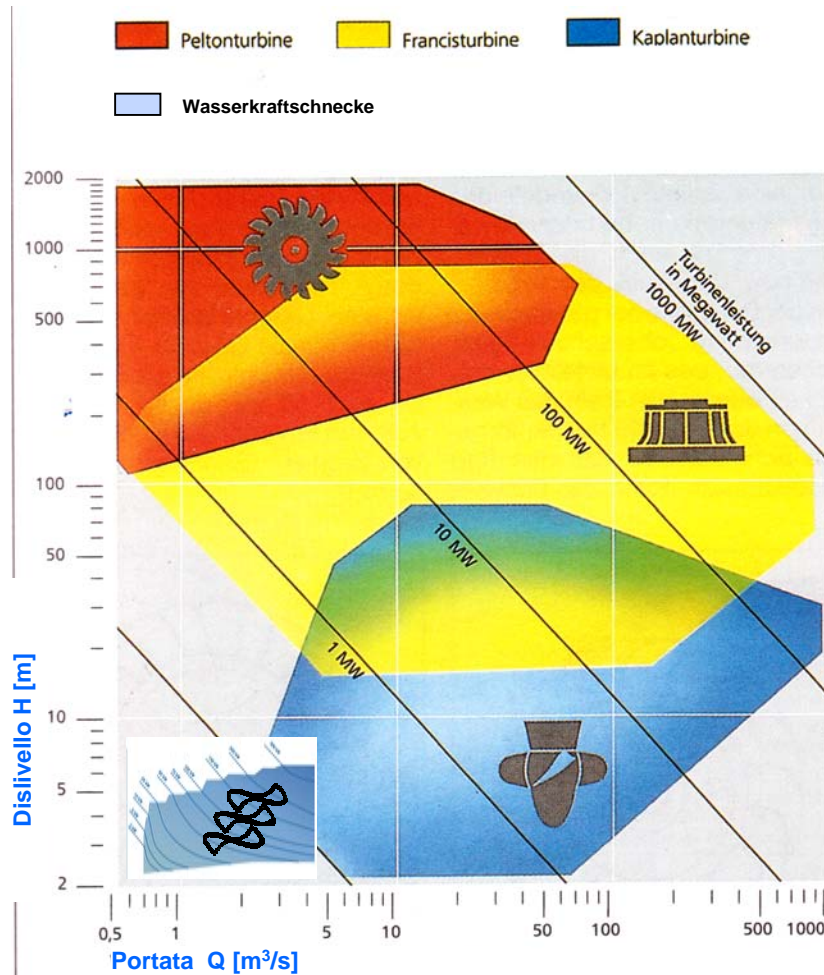 Peltonturbine Francisturbine Kaplanturbine
Wasserkraftschnecke
2000
1000
500
100
50
10
5
2
Dislivello H [m]
Turbinenleistung
in Megawatt
1000 MW
100 MW
10 MW
1 MW
0,5 1 5 10 50 100 500 1000
Portata Q [m³/s]